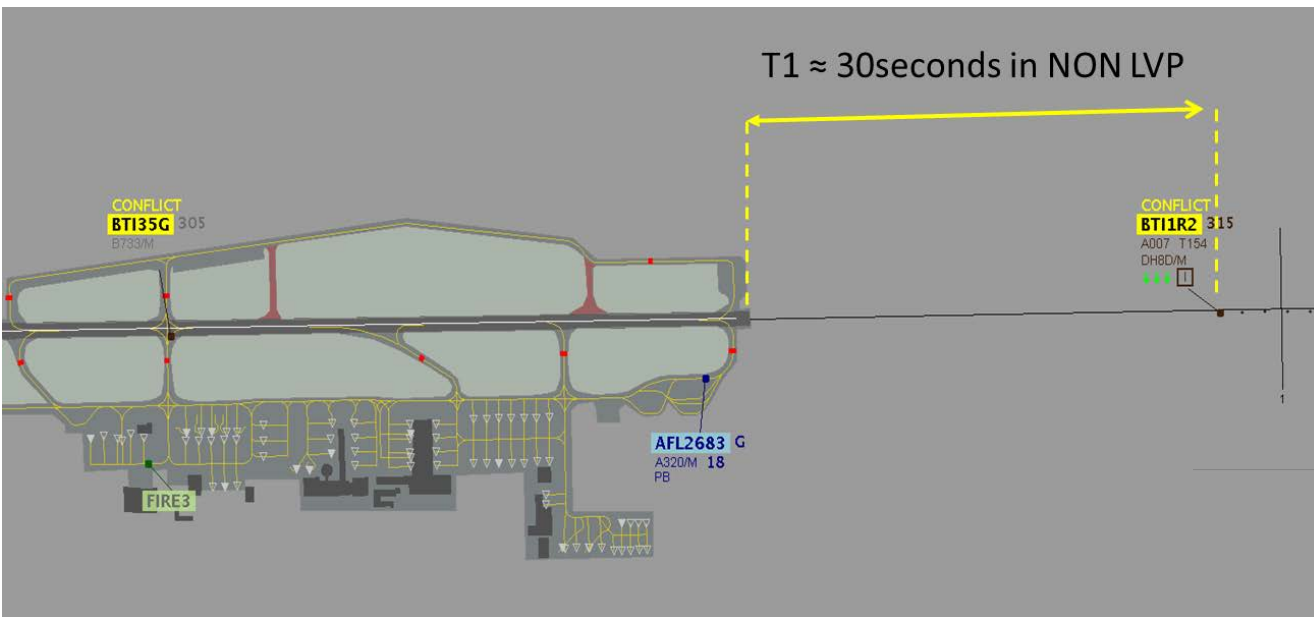 T1 ≈ 30seconds in NON LVP
CONFLICT
BTI35G 305
B733/M
CONFLICT
BTI1R2 315
A007 T154
DH8D/M
I
1
AFL2683 G
A320/M 18
PB
FIRE3